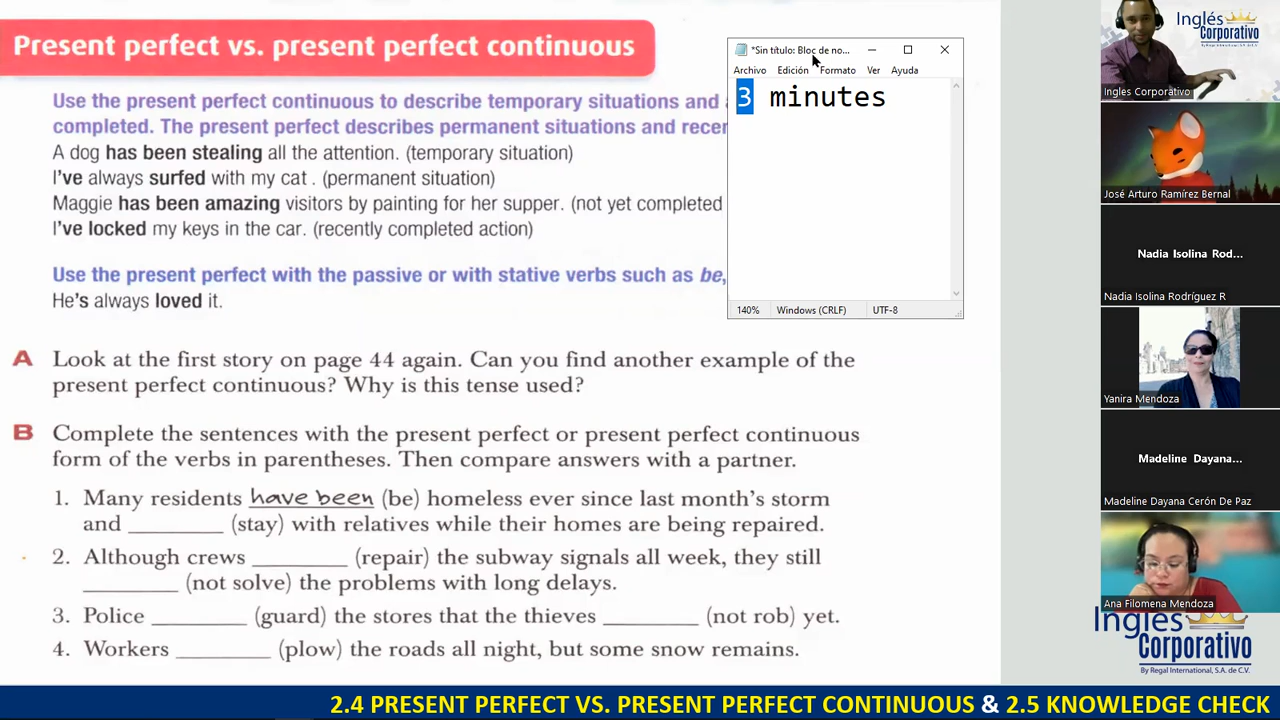 Present perfect vs. present perfect continuous
Use the present perfect continuous to describe temporary situations and
completed. The present perfect describes permanent situations and recen
A dog has been stealing all the attention. (temporary situation)
I've always surfed with my cat . (permanent situation)
Maggie has been amazing visitors by painting for her supper. (not yet completed
I've locked my keys in the car. (recently completed action)
Use the present perfect with the passive or with stative verbs such as be,
He's always loved it.
*Sin título: Bloc de no...
Archivo Edición Formato Ver Ayuda
3 minutes
140% Windows (CRLF) UTF-8
A Look at the first story on page 44 again. Can you find another example of the
present perfect continuous? Why is this tense used?
B Complete the sentences with the present perfect or present perfect continuous
form of the verbs in parentheses. Then compare answers with a partner.
1. Many residents have been (be) homeless ever since last month's storm
and ________ (stay) with relatives while their homes are being repaired.
2. Although crews ________ (repair) the subway signals all week, they still
________ (not solve) the problems with long delays.
3. Police ________ (guard) the stores that the thieves ________ (not rob) yet.
4. Workers ________ (plow) the roads all night, but some snow remains.
Inglés
Corporativo
By Regal International, S.A. de C.V.
Ingles Corporativo
José Arturo Ramírez Bernal
Nadia Isolina Rod...
Nadia Isolina Rodríguez R
Yanira Mendoza
Madeline Dayana...
Madeline Dayana Cerón De Paz
Ana Filomena Mendoza
Inglés
Corporativo
By Regal International, S.A. de C.V.
2.4 PRESENT PERFECT VS. PRESENT PERFECT CONTINUOUS & 2.5 KNOWLEDGE CHECK